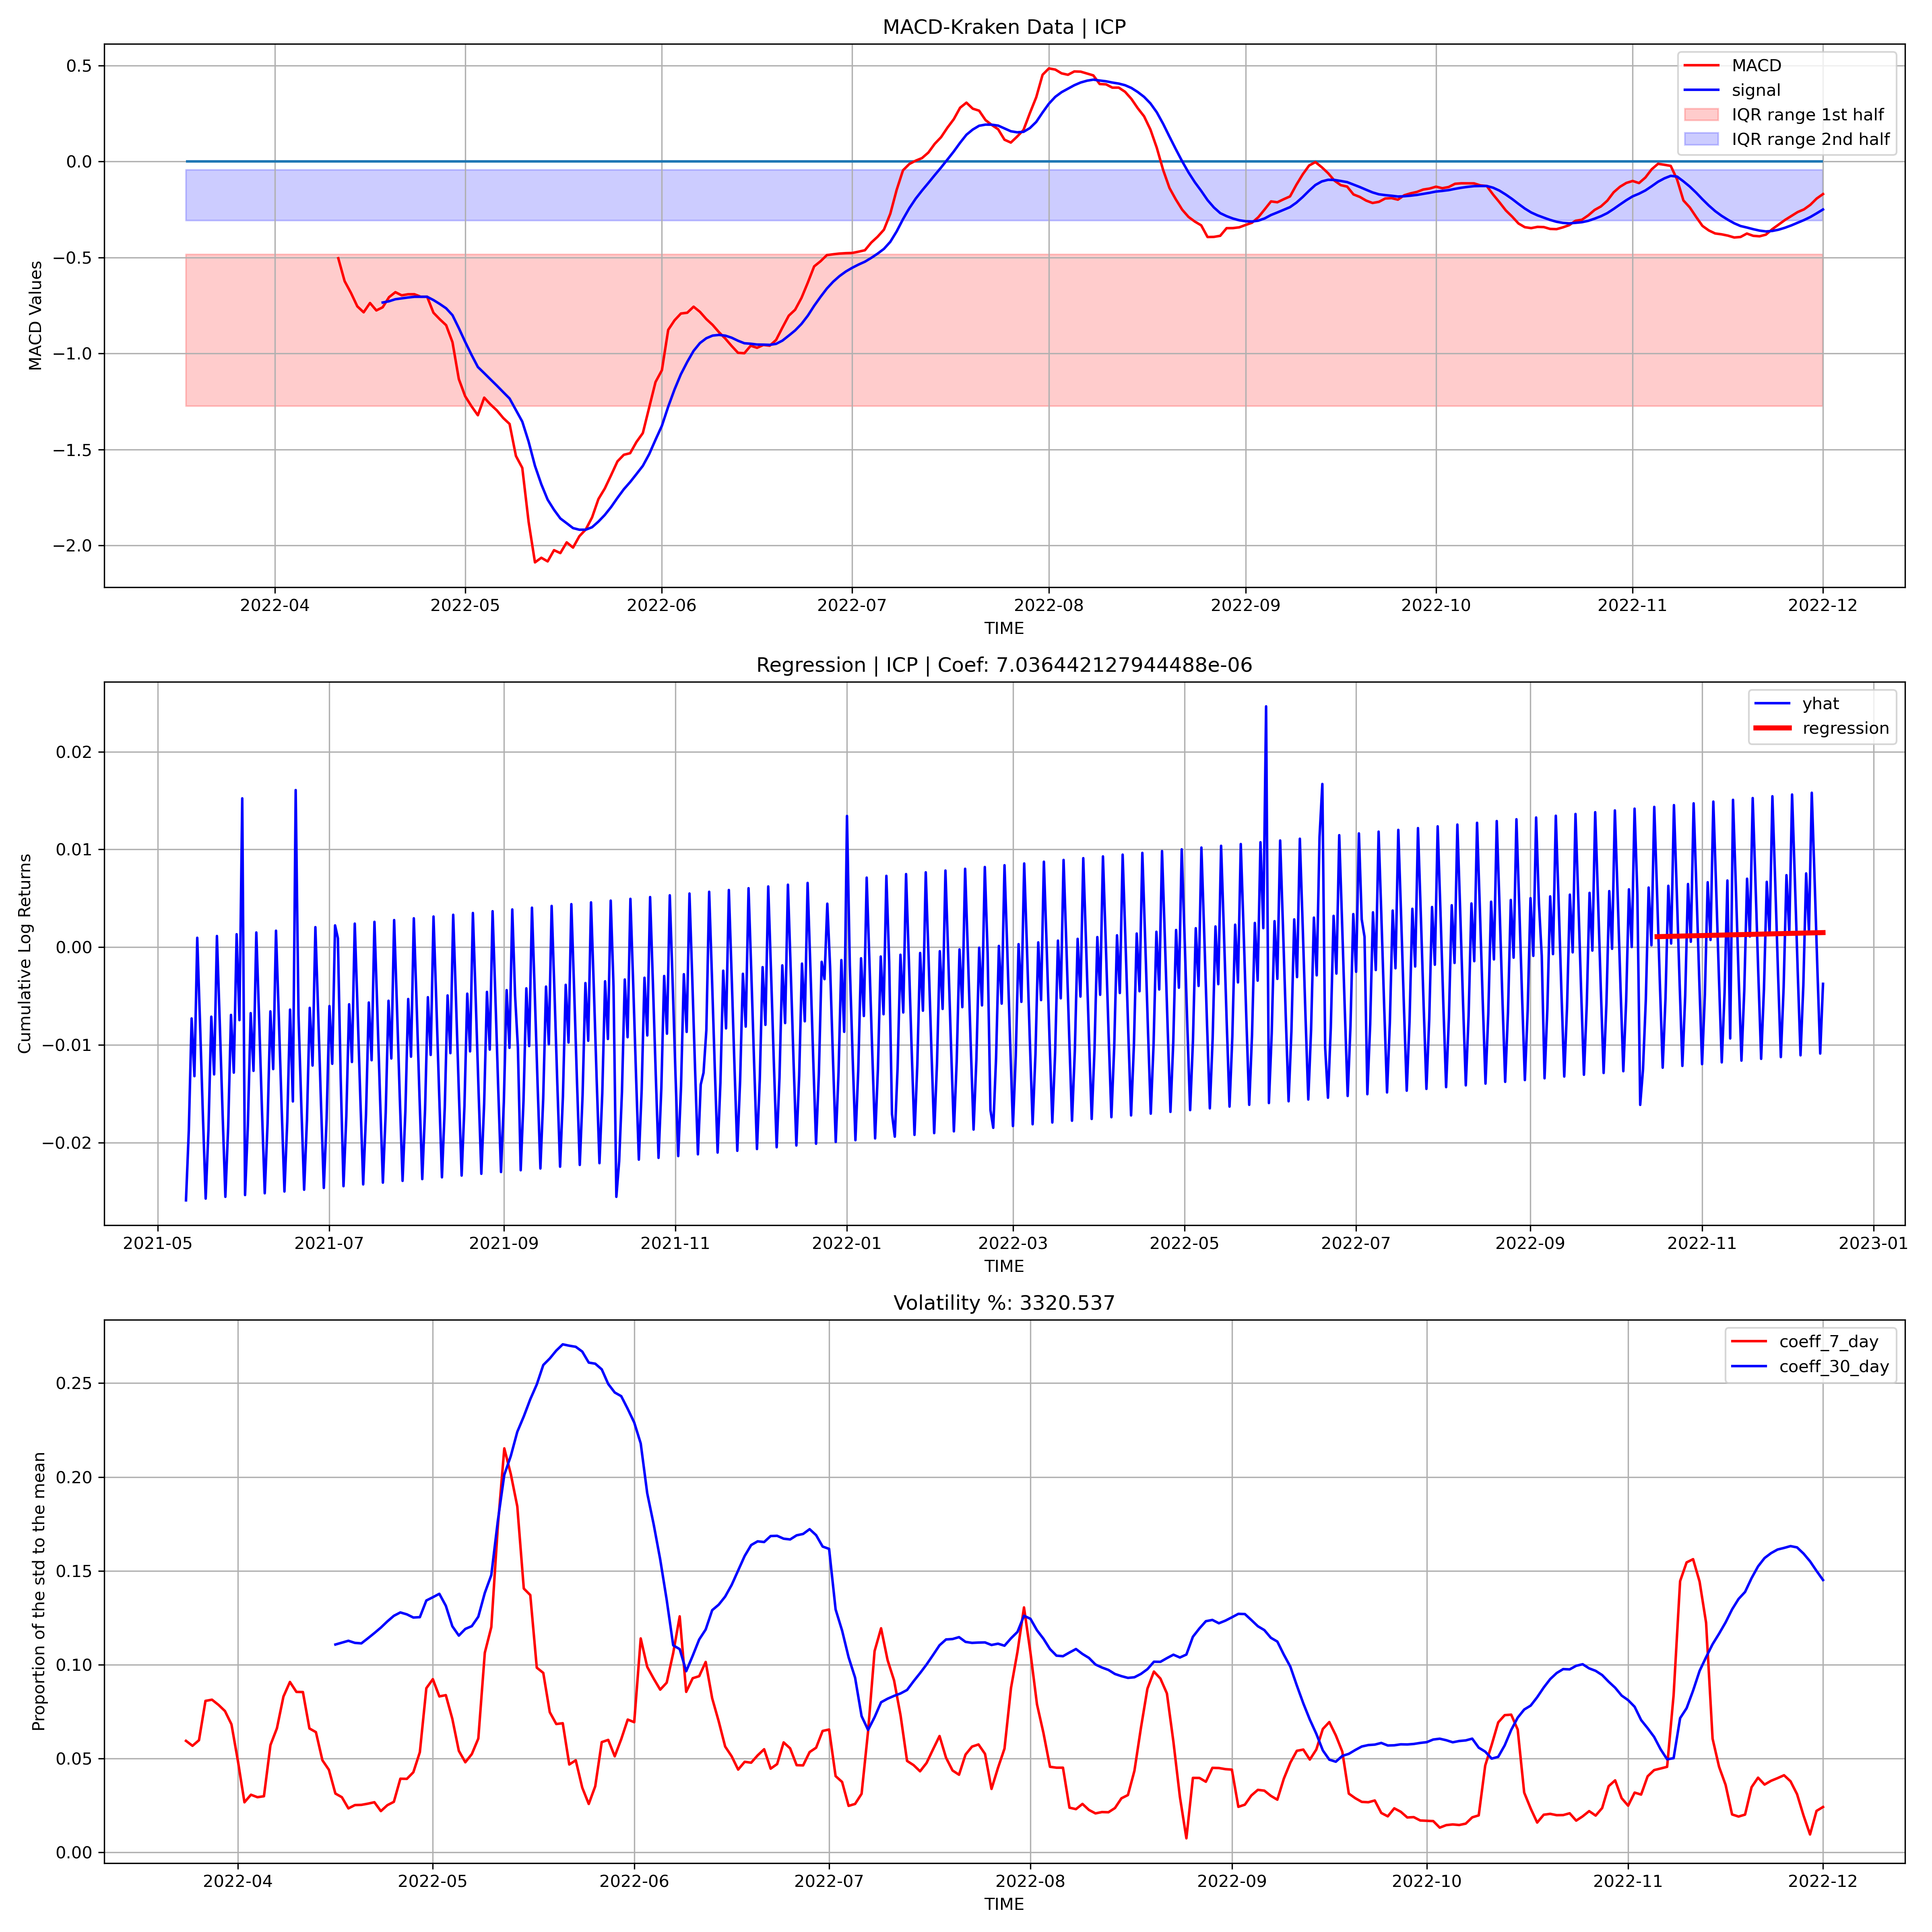 MACD-Kraken Data | ICP
MACD
signal
IQR range 1st half
IQR range 2nd half
0.5
0.0
−0.5
−1.0
−1.5
−2.0
MACD Values
2022-04 2022-05 2022-06 2022-07 2022-08 2022-09 2022-10 2022-11 2022-12
TIME
Regression | ICP | Coef: 7.036442127944488e-06
yhat
regression
0.02
0.01
0.00
−0.01
−0.02
Cumulative Log Returns
2021-05 2021-07 2021-09 2021-11 2022-01 2022-03 2022-05 2022-07 2022-09 2022-11 2023-01
TIME
Volatility %: 3320.537
coeff_7_day
coeff_30_day
0.25
0.20
0.15
0.10
0.05
0.00
Proportion of the std to the mean
2022-04 2022-05 2022-06 2022-07 2022-08 2022-09 2022-10 2022-11 2022-12
TIME